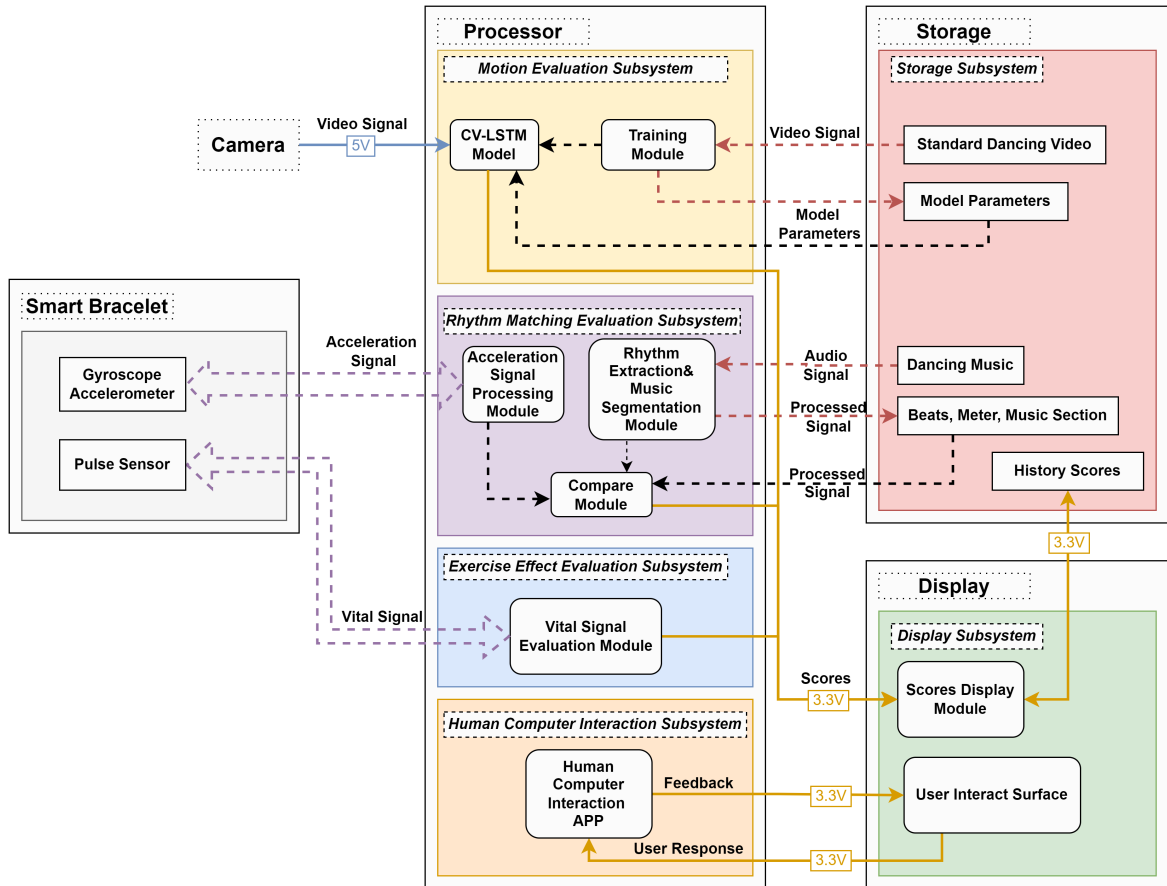 Processor
Storage
Motion Evaluation Subsystem
Storage Subsystem
Camera
Video Signal
5V
CV-LSTM
Model
Training
Module
Video Signal
Standard Dancing Video
Model Parameters
Model
Parameters
Smart Bracelet
Rhythm Matching Evaluation Subsystem
Gyroscope
Accelerometer
Acceleration
Signal
Acceleration
Signal
Processing
Module
Rhythm
Extraction&
Music
Segmentation
Module
Audio
Signal
Dancing Music
Processed
Signal
Beats, Meter, Music Section
Pulse Sensor
Compare
Module
Processed
Signal
History Scores
3.3V
Exercise Effect Evaluation Subsystem
Display
Vital Signal
Vital Signal
Evaluation Module
Display Subsystem
Scores
3.3V
Scores Display
Module
Human Computer Interaction Subsystem
Human
Computer
Interaction
APP
Feedback
3.3V
User Interact Surface
User Response
3.3V